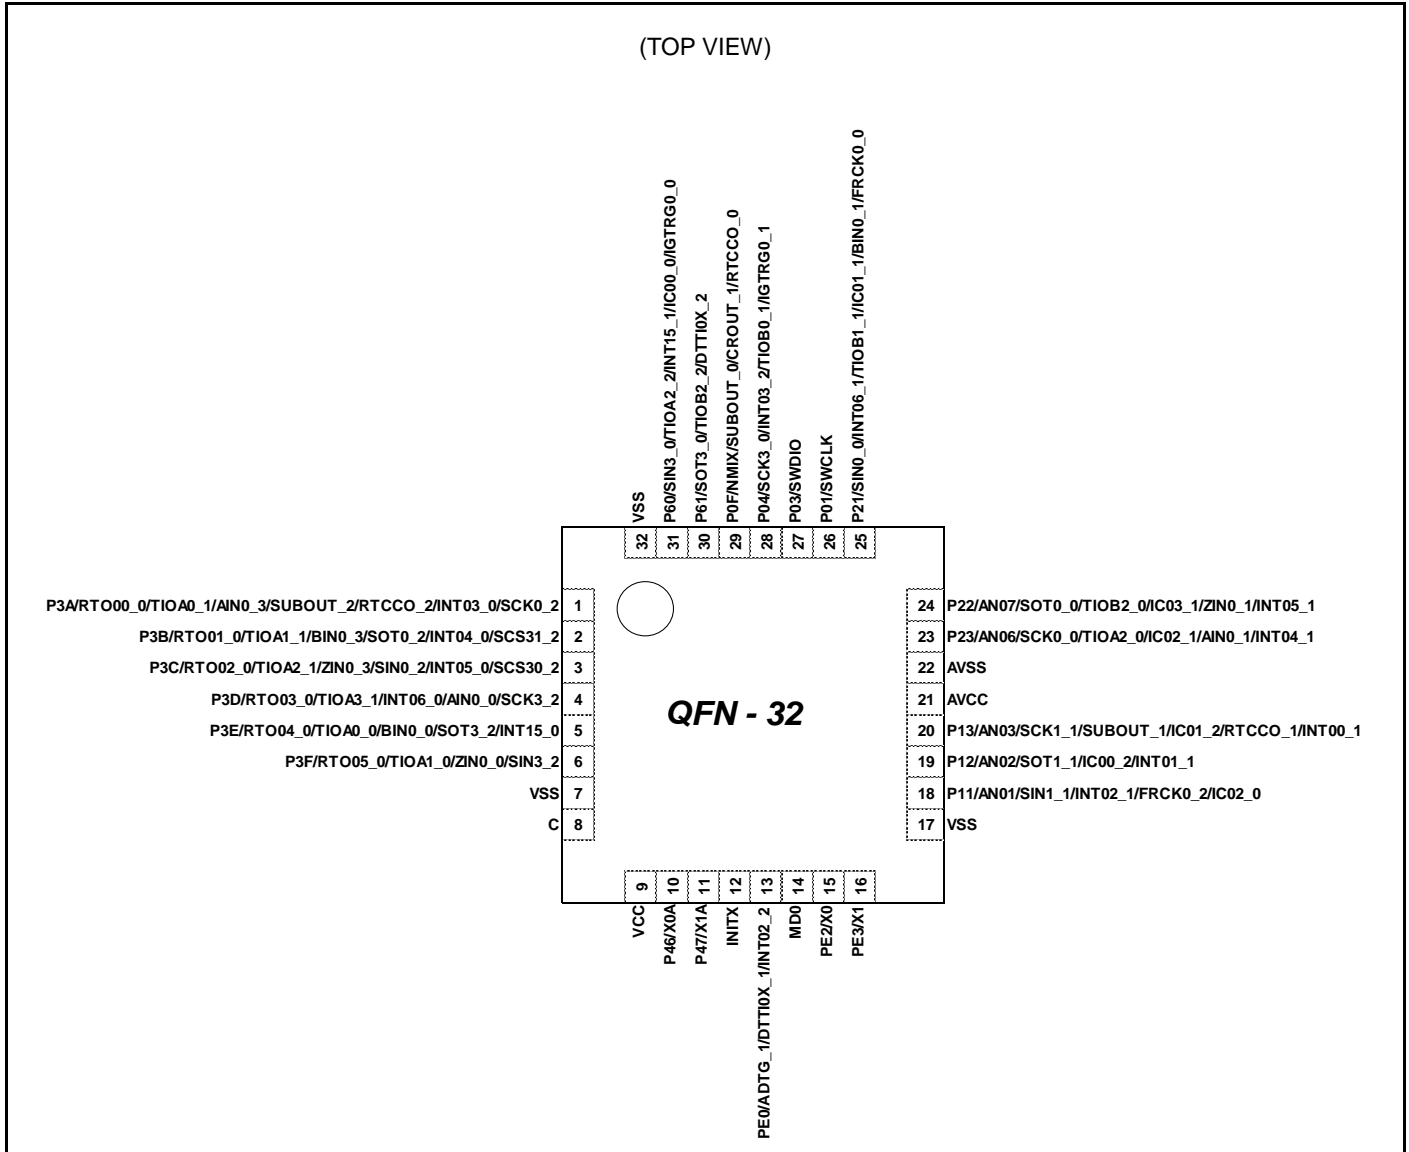 (TOP VIEW)
VSS
P60/SIN3_0/TIOA2_2/INT15_1/IC00_0/IGTRG0_0
P61/SOT3_0/TIOB2_2/DTTI0X_2
P0F/NMIX/SUBOUT_0/CROUT_1/RTCCO_0
P04/SCK3_0/INT03_2/TIOB0_1/IGTRG0_1
P03/SWDIO
P01/SWCLK
P21/SIN0_0/INT06_1/TIOB1_1/IC01_1/BIN0_1/FRCK0_0
32 31 30 29 28 27 26 25
P3A/RTO00_0/TIOA0_1/AIN0_3/SUBOUT_2/RTCCO_2/INT03_0/SCK0_2 1
P3B/RTO01_0/TIOA1_1/BIN0_3/SOT0_2/INT04_0/SCS31_2 2
P3C/RTO02_0/TIOA2_1/ZIN0_3/SIN0_2/INT05_0/SCS30_2 3
P3D/RTO03_0/TIOA3_1/INT06_0/AIN0_0/SCK3_2 4
P3E/RTO04_0/TIOA0_0/BIN0_0/SOT3_2/INT15_0 5
P3F/RTO05_0/TIOA1_0/ZIN0_0/SIN3_2 6
VSS 7
C 8
QFN - 32
24 P22/AN07/SOT0_0/TIOB2_0/IC03_1/ZIN0_1/INT05_1
23 P23/AN06/SCK0_0/TIOA2_0/IC02_1/AIN0_1/INT04_1
22 AVSS
21 AVCC
20 P13/AN03/SCK1_1/SUBOUT_1/IC01_2/RTCCO_1/INT00_1
19 P12/AN02/SOT1_1/IC00_2/INT01_1
18 P11/AN01/SIN1_1/INT02_1/FRCK0_2/IC02_0
17 VSS
9 10 11 12 13 14 15 16
VCC
P46/X0A
P47/X1A
INITX
PE0/ADTG_1/DTTI0X_1/INT02_2
MD0
PE2/X0
PE3/X1